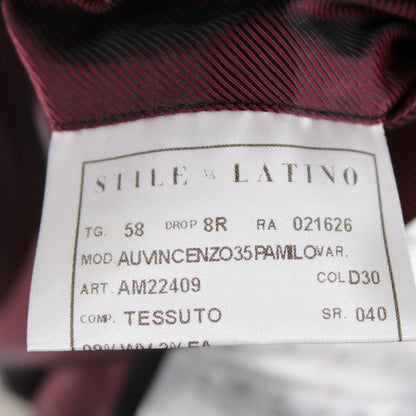 STILE LATINO
TG. 58 DROP 8R RA 021626
MOD. AUVINCENZO35PAMILO VAR.
ART. AM22409 COL D30
COMP. TESSUTO SR. 040